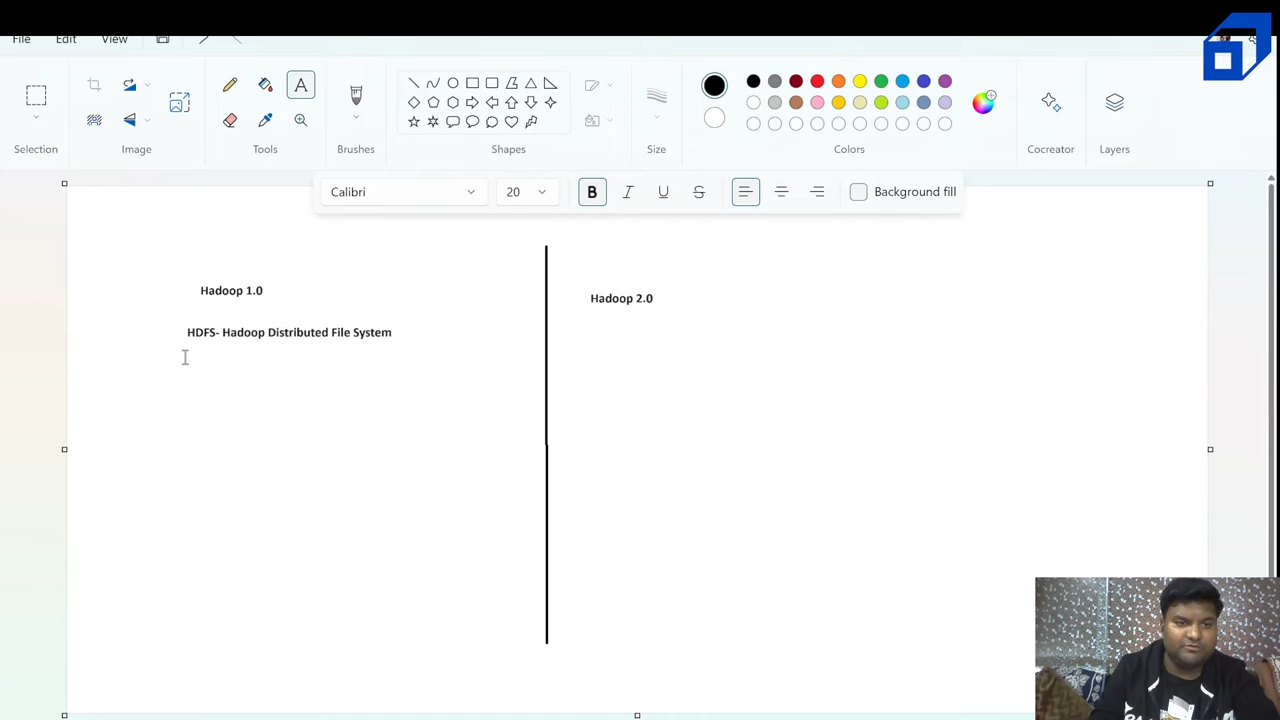 File Edit View
Calibri 20 B I U S Background fill
Selection Image Tools Brushes Shapes Size Colors Cocreator Layers
Hadoop 1.0
HDFS- Hadoop Distributed File System
Hadoop 2.0